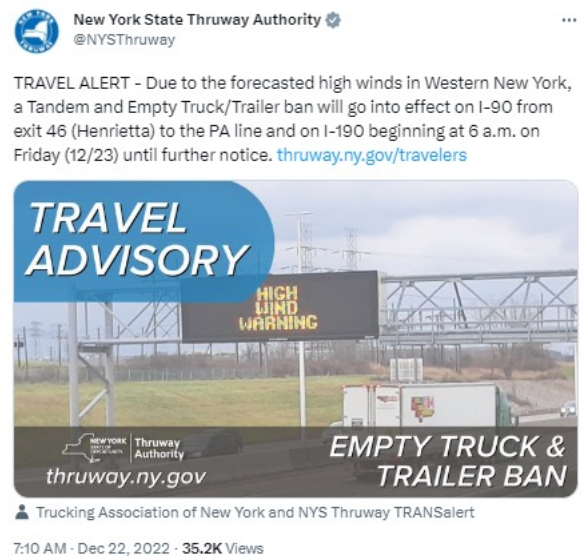 New York State Thruway Authority
@NYSThruway
TRAVEL ALERT - Due to the forecasted high winds in Western New York,
a Tandem and Empty Truck/Trailer ban will go into effect on I-90 from
exit 46 (Henrietta) to the PA line and on I-190 beginning at 6 a.m. on
Friday (12/23) until further notice. thruway.ny.gov/travelers
TRAVEL
ADVISORY
HIGH
WIND
WARNING
NEW YORK
Thruway
Authority
thruway.ny.gov
EMPTY TRUCK &
TRAILER BAN
Trucking Association of New York and NYS Thruway TRANSalert
7:10 AM · Dec 22, 2022 · 35.2K Views